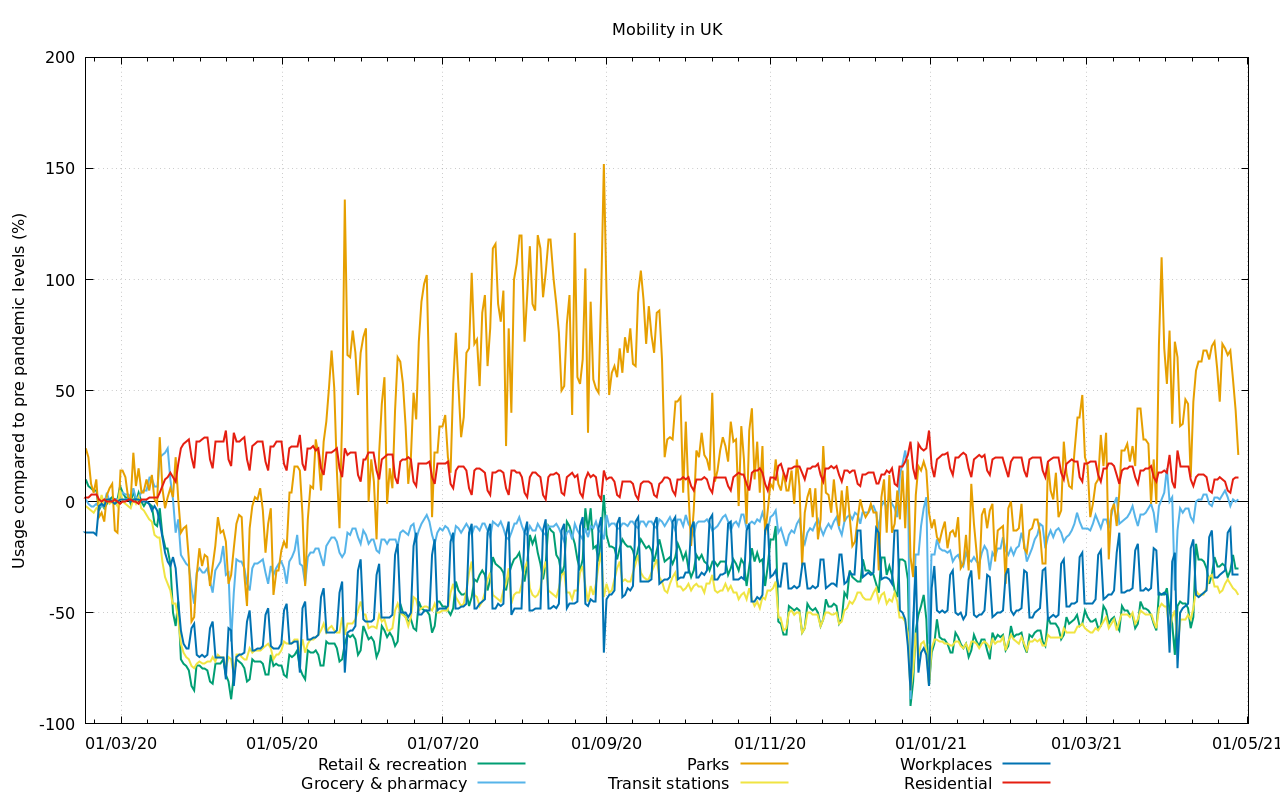 Mobility in UK
Usage compared to pre pandemic levels (%)
200
150
100
50
0
-50
-100
01/03/20 01/05/20 01/07/20 01/09/20 01/11/20 01/01/21 01/03/21 01/05/21
Retail & recreation Parks Workplaces
Grocery & pharmacy Transit stations Residential